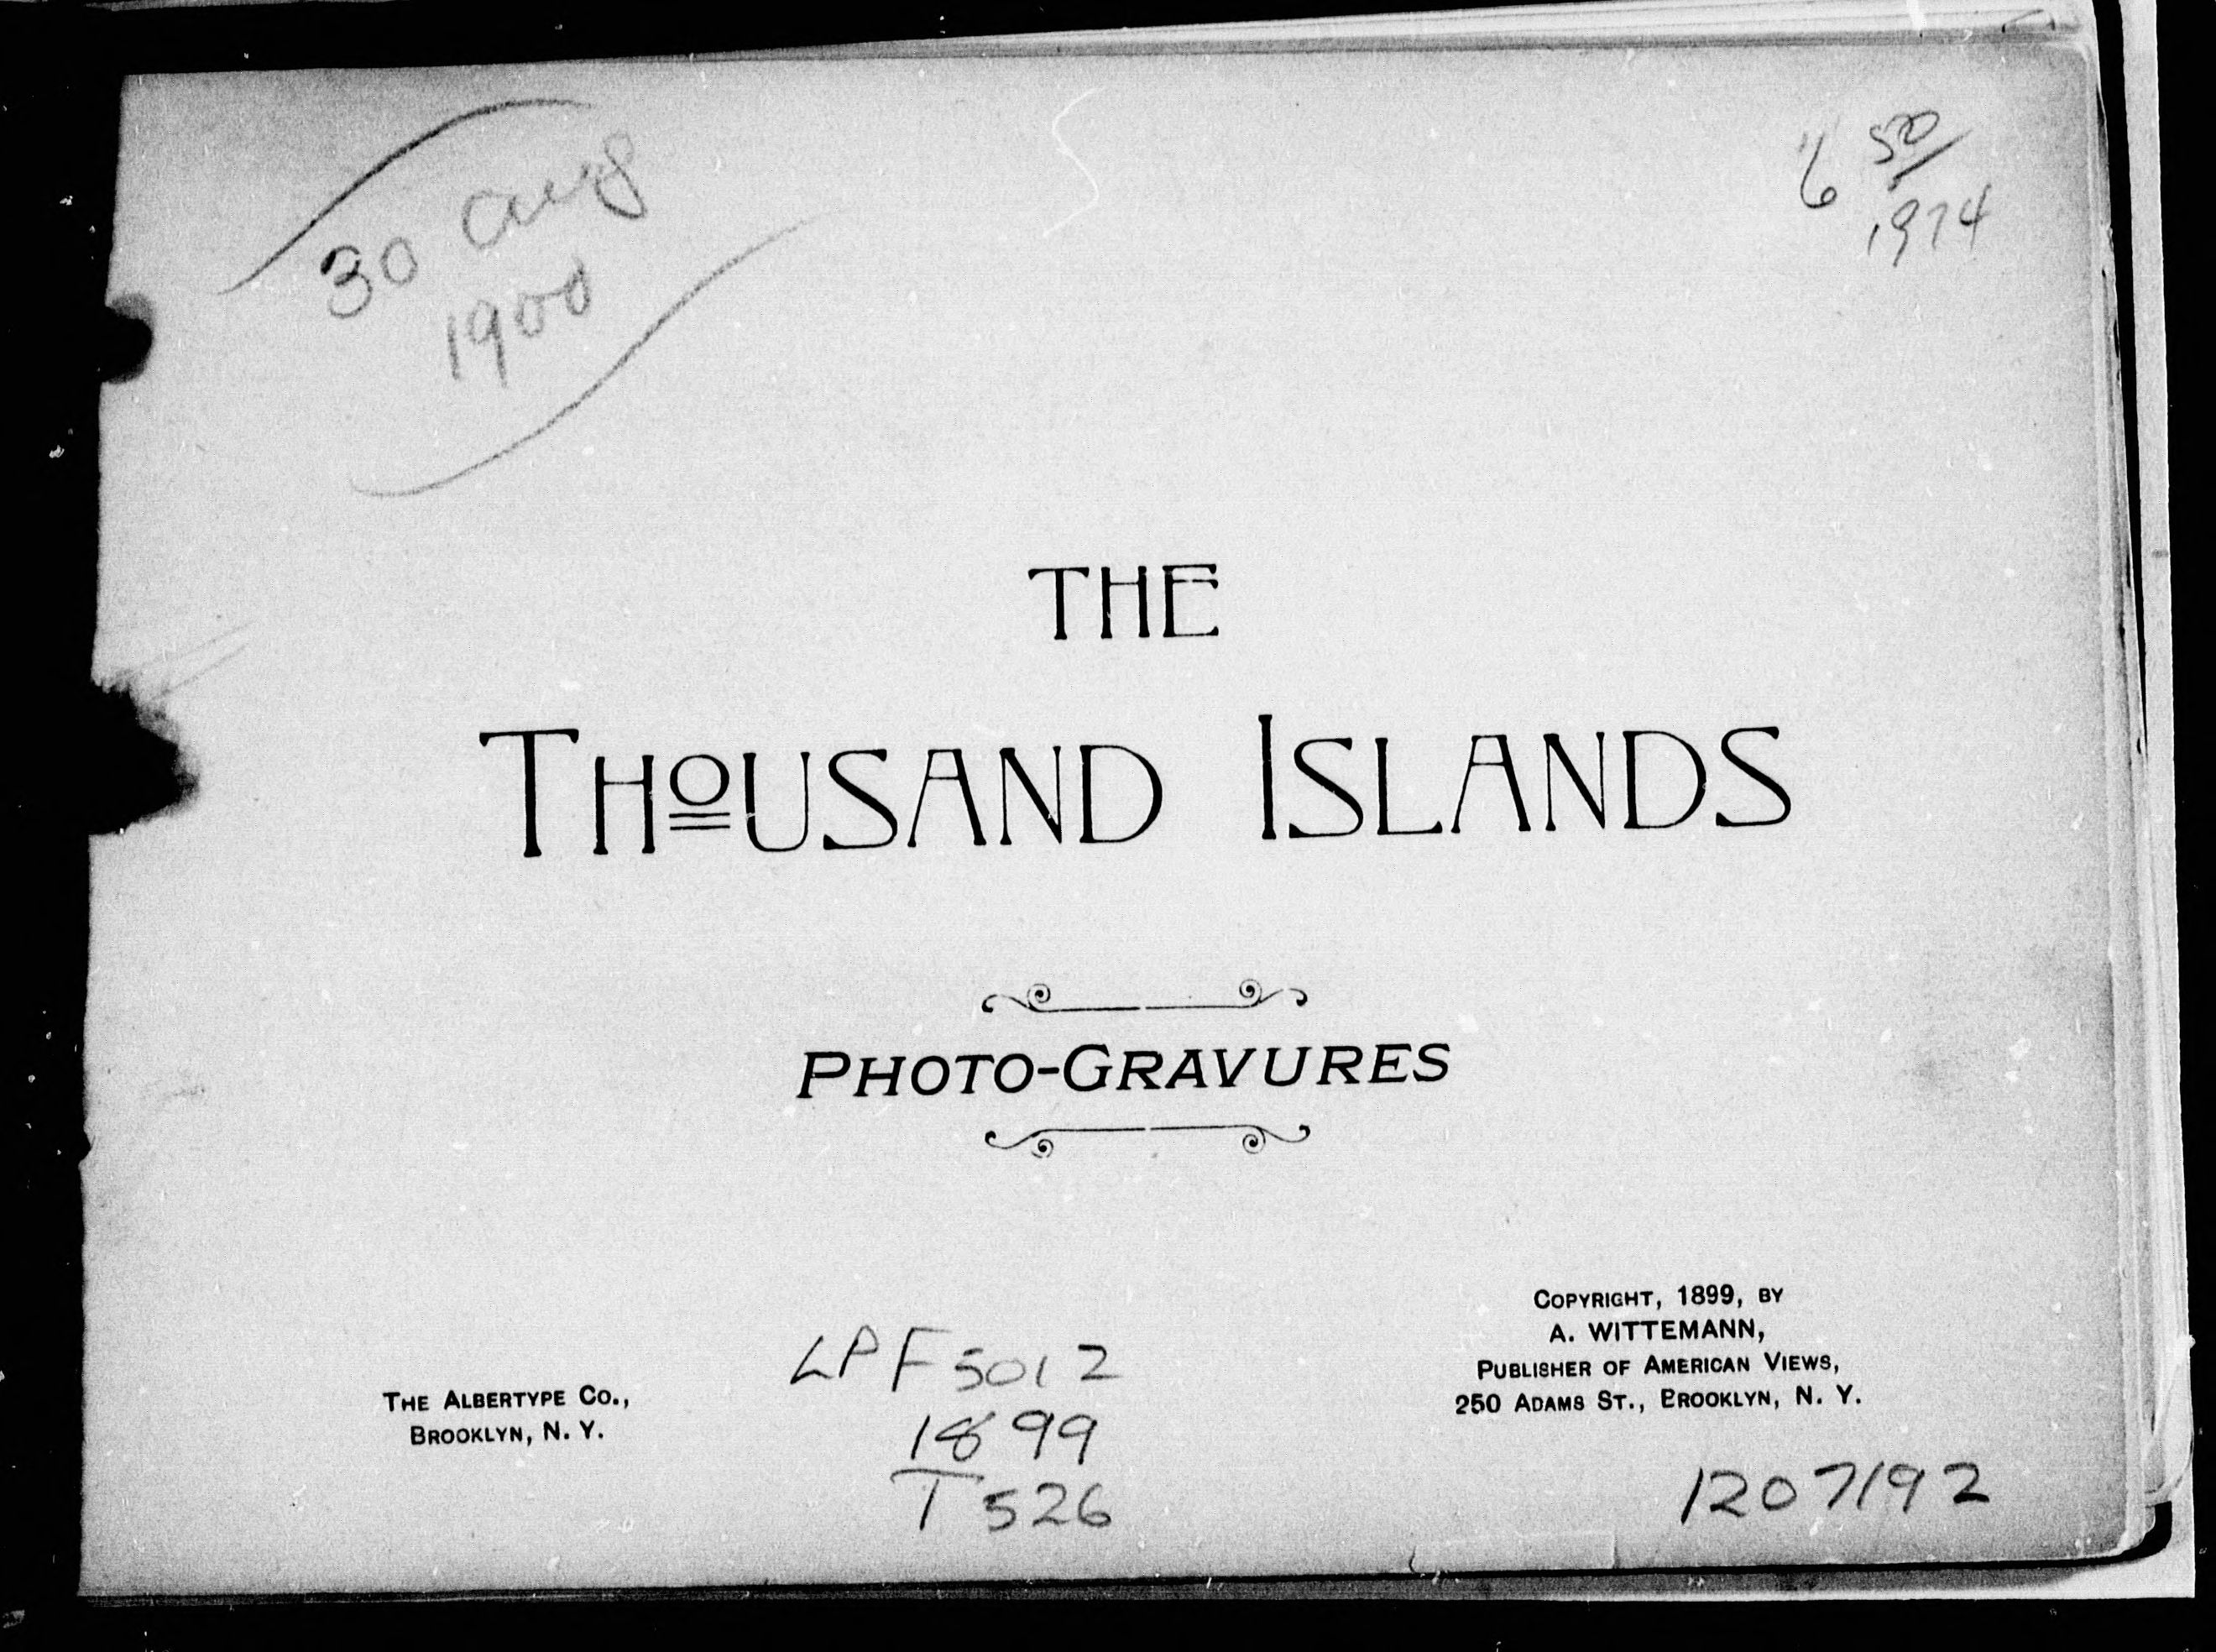 30 Aug
1900
6 50/
1974
THE
THOUSAND ISLANDS
PHOTO-GRAVURES
THE ALBERTYPE CO.,
BROOKLYN, N. Y.
LPF 5012
1899
T526
COPYRIGHT, 1899, BY
A. WITTEMANN,
PUBLISHER OF AMERICAN VIEWS,
250 ADAMS ST., BROOKLYN, N. Y.
1207192